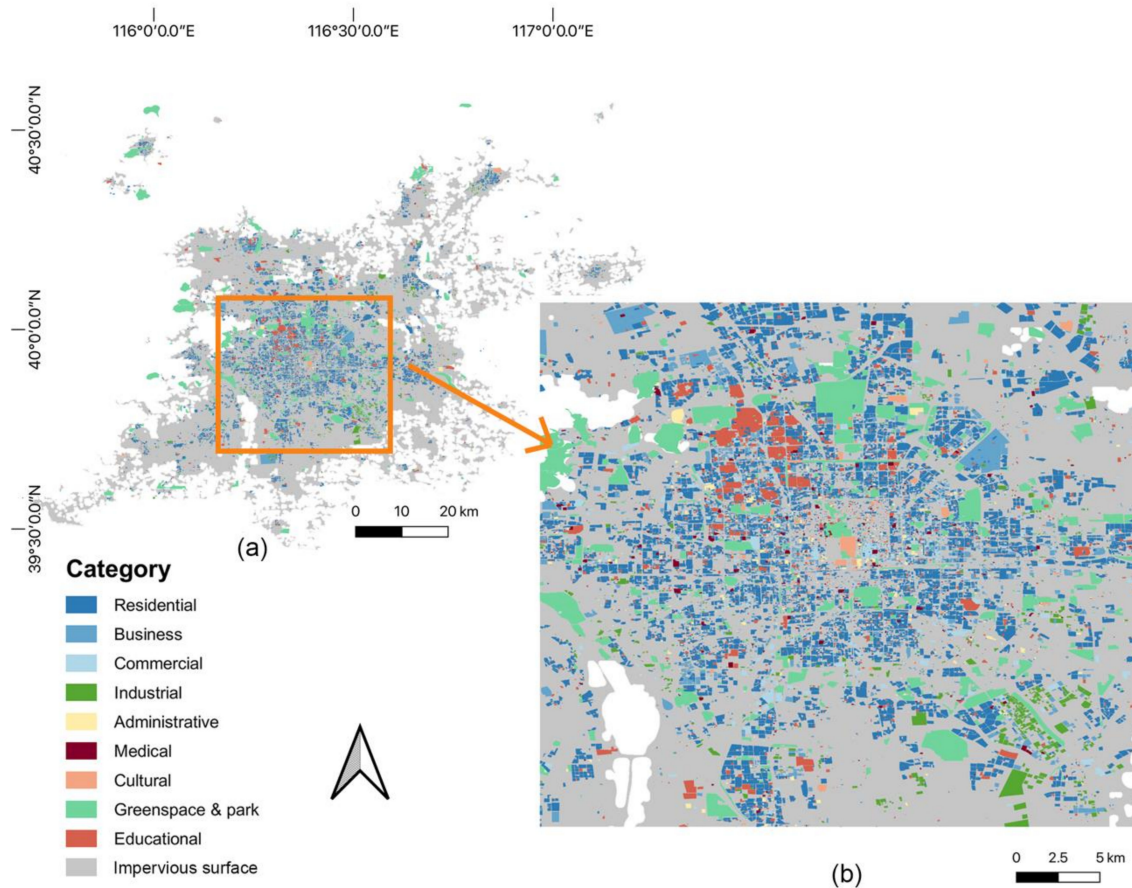 116°0'0.0"E 116°30'0.0"E 117°0'0.0"E
40°30'0.0"N
40°0'0.0"N
39°30'0.0"N
0 10 20 km
(a)
Category
Residential
Business
Commercial
Industrial
Administrative
Medical
Cultural
Greenspace & park
Educational
Impervious surface
0 2.5 5 km
(b)